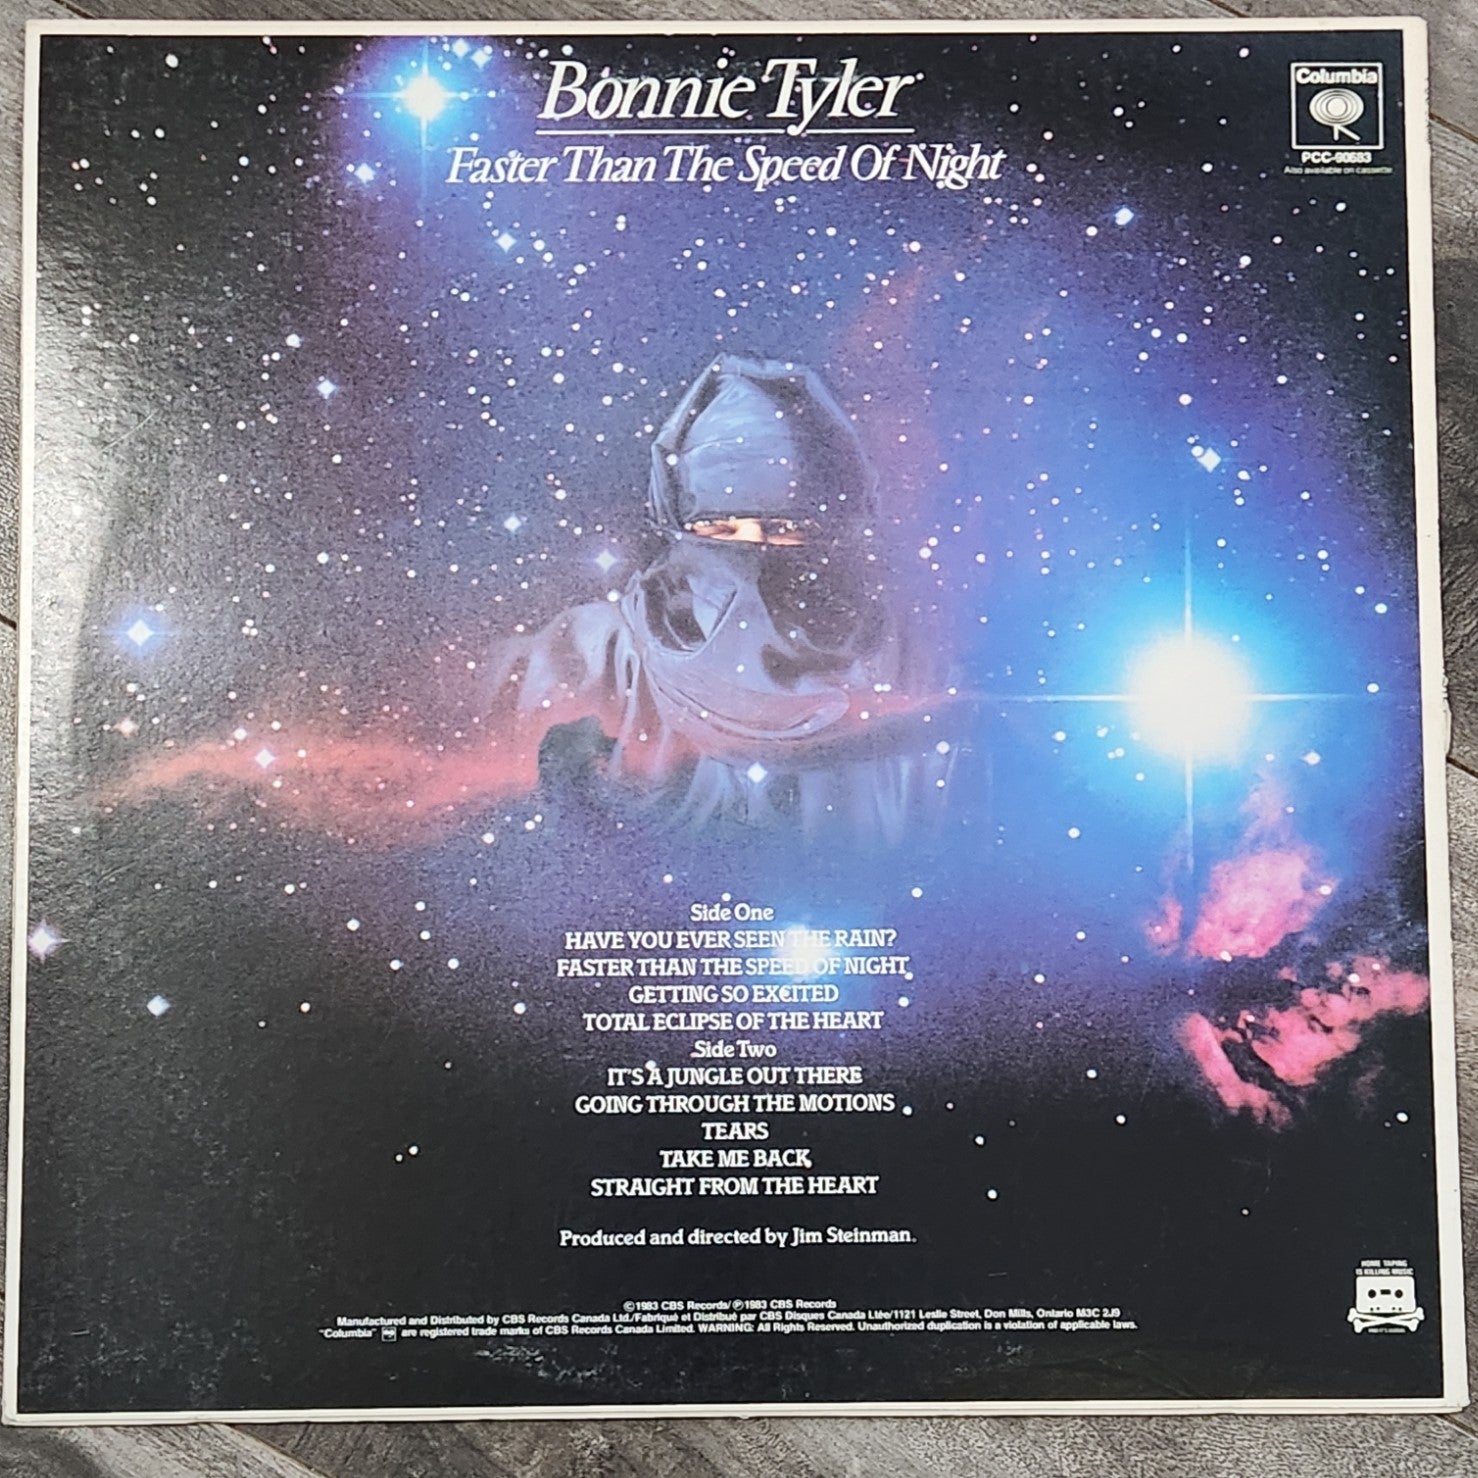 Bonnie Tyler
Faster Than The Speed Of Night
Columbia
PCC-90583
Also available on cassette
Side One
HAVE YOU EVER SEEN THE RAIN?
FASTER THAN THE SPEED OF NIGHT
GETTING SO EXCITED
TOTAL ECLIPSE OF THE HEART
Side Two
IT'S A JUNGLE OUT THERE
GOING THROUGH THE MOTIONS
TEARS
TAKE ME BACK
STRAIGHT FROM THE HEART
Produced and directed by Jim Steinman.
©1983 CBS Records/℗1983 CBS Records
Manufactured and Distributed by CBS Records Canada Ltd./Fabriqué et Distribué par CBS Disques Canada Ltée/1121 Leslie Street, Don Mills, Ontario M3C 2J9
"Columbia" are registered trade marks of CBS Records Canada Limited. WARNING: All Rights Reserved. Unauthorized duplication is a violation of applicable laws.
HOME TAPING
IS KILLING MUSIC